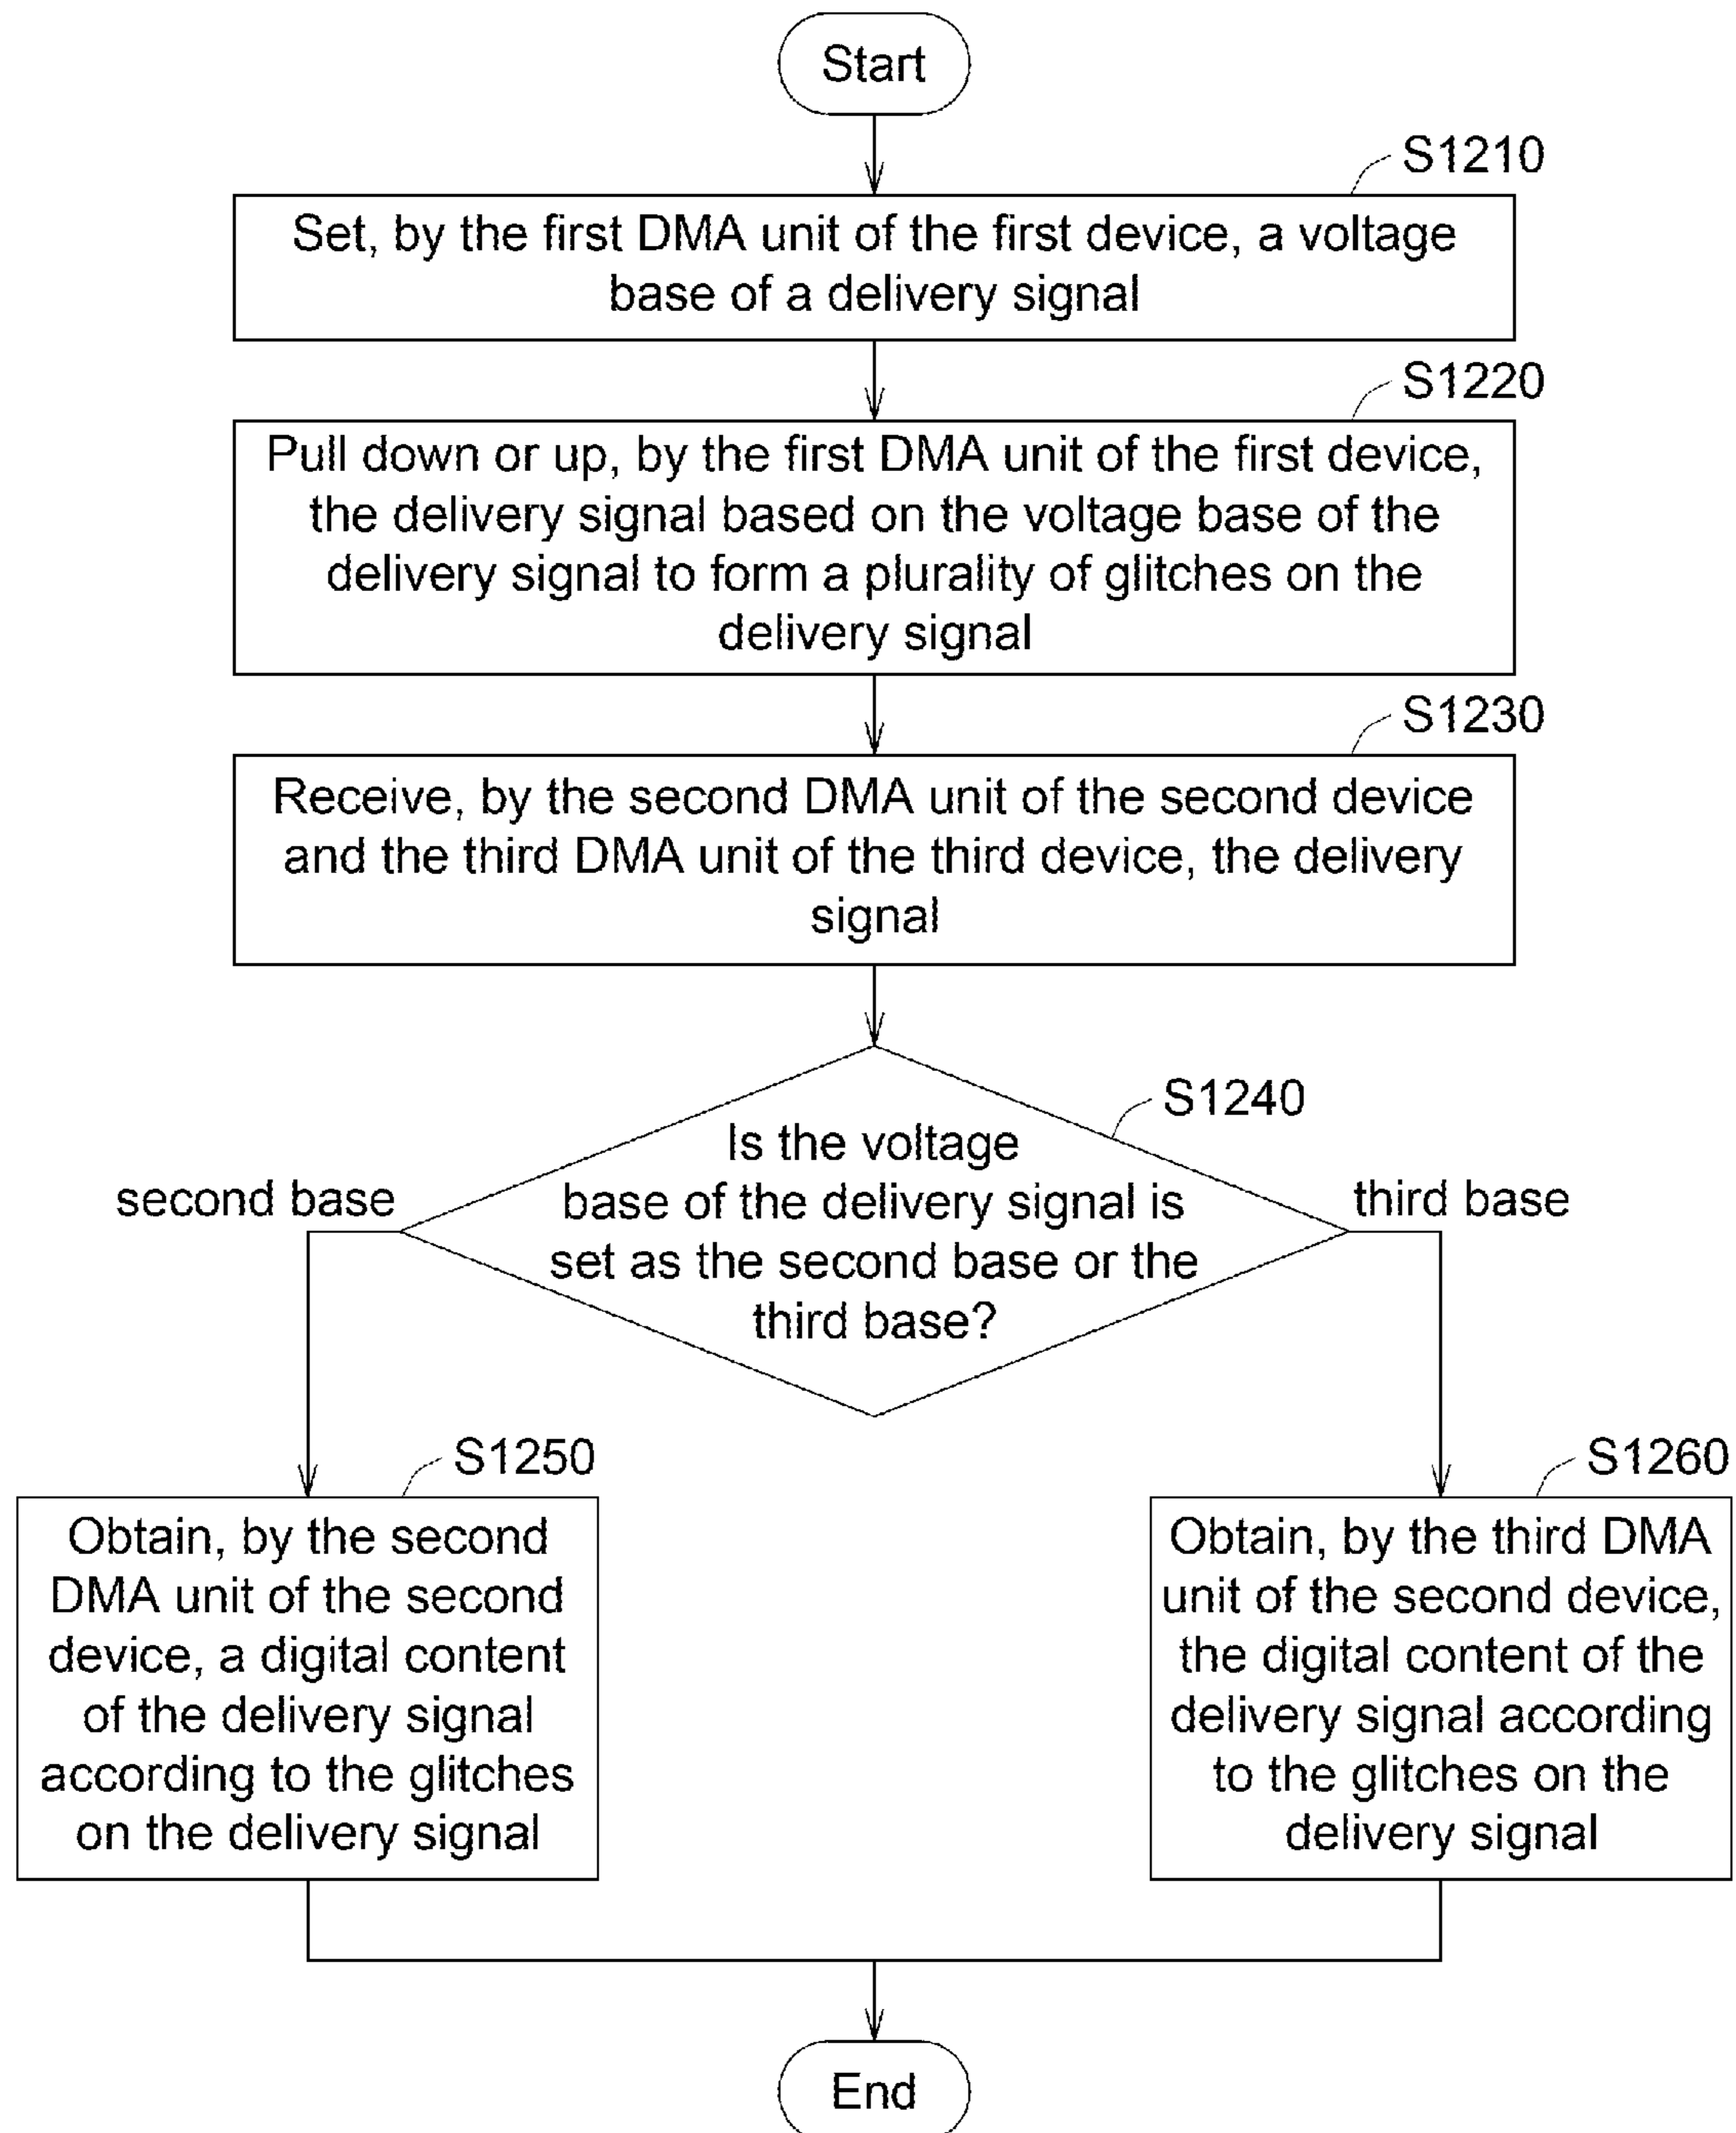 Start
S1210
Set, by the first DMA unit of the first device, a voltage
base of a delivery signal
S1220
Pull down or up, by the first DMA unit of the first device,
the delivery signal based on the voltage base of the
delivery signal to form a plurality of glitches on the
delivery signal
S1230
Receive, by the second DMA unit of the second device
and the third DMA unit of the third device, the delivery
signal
S1240
Is the voltage
base of the delivery signal is
set as the second base or the
third base?
second base
third base
S1250
Obtain, by the second
DMA unit of the second
device, a digital content
of the delivery signal
according to the glitches
on the delivery signal
S1260
Obtain, by the third DMA
unit of the second device,
the digital content of the
delivery signal according
to the glitches on the
delivery signal
End